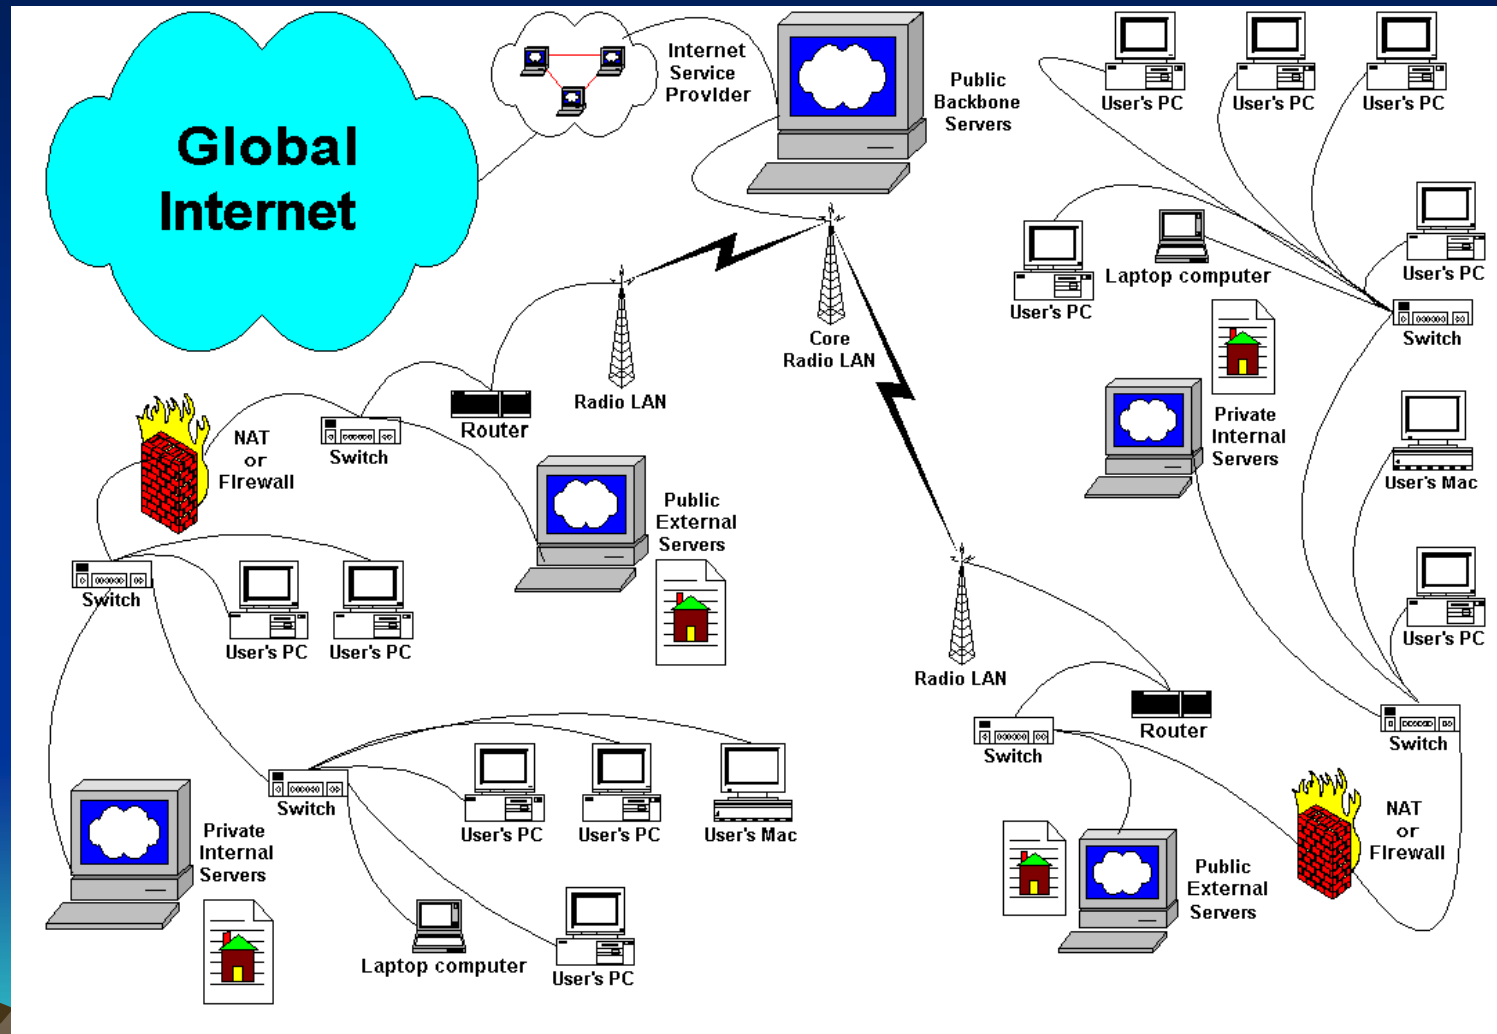 Global
Internet
Internet
Service
Provider
Public
Backbone
Servers
User's PC
User's PC
User's PC
User's PC
Laptop computer
User's PC
Switch
Core
Radio LAN
Radio LAN
Router
Switch
NAT
or
Firewall
Public
External
Servers
Private
Internal
Servers
User's Mac
User's PC
Switch
User's PC
User's PC
Radio LAN
Router
Switch
Switch
User's PC
User's PC
User's Mac
Private
Internal
Servers
Laptop computer
User's PC
NAT
or
Firewall
Public
External
Servers